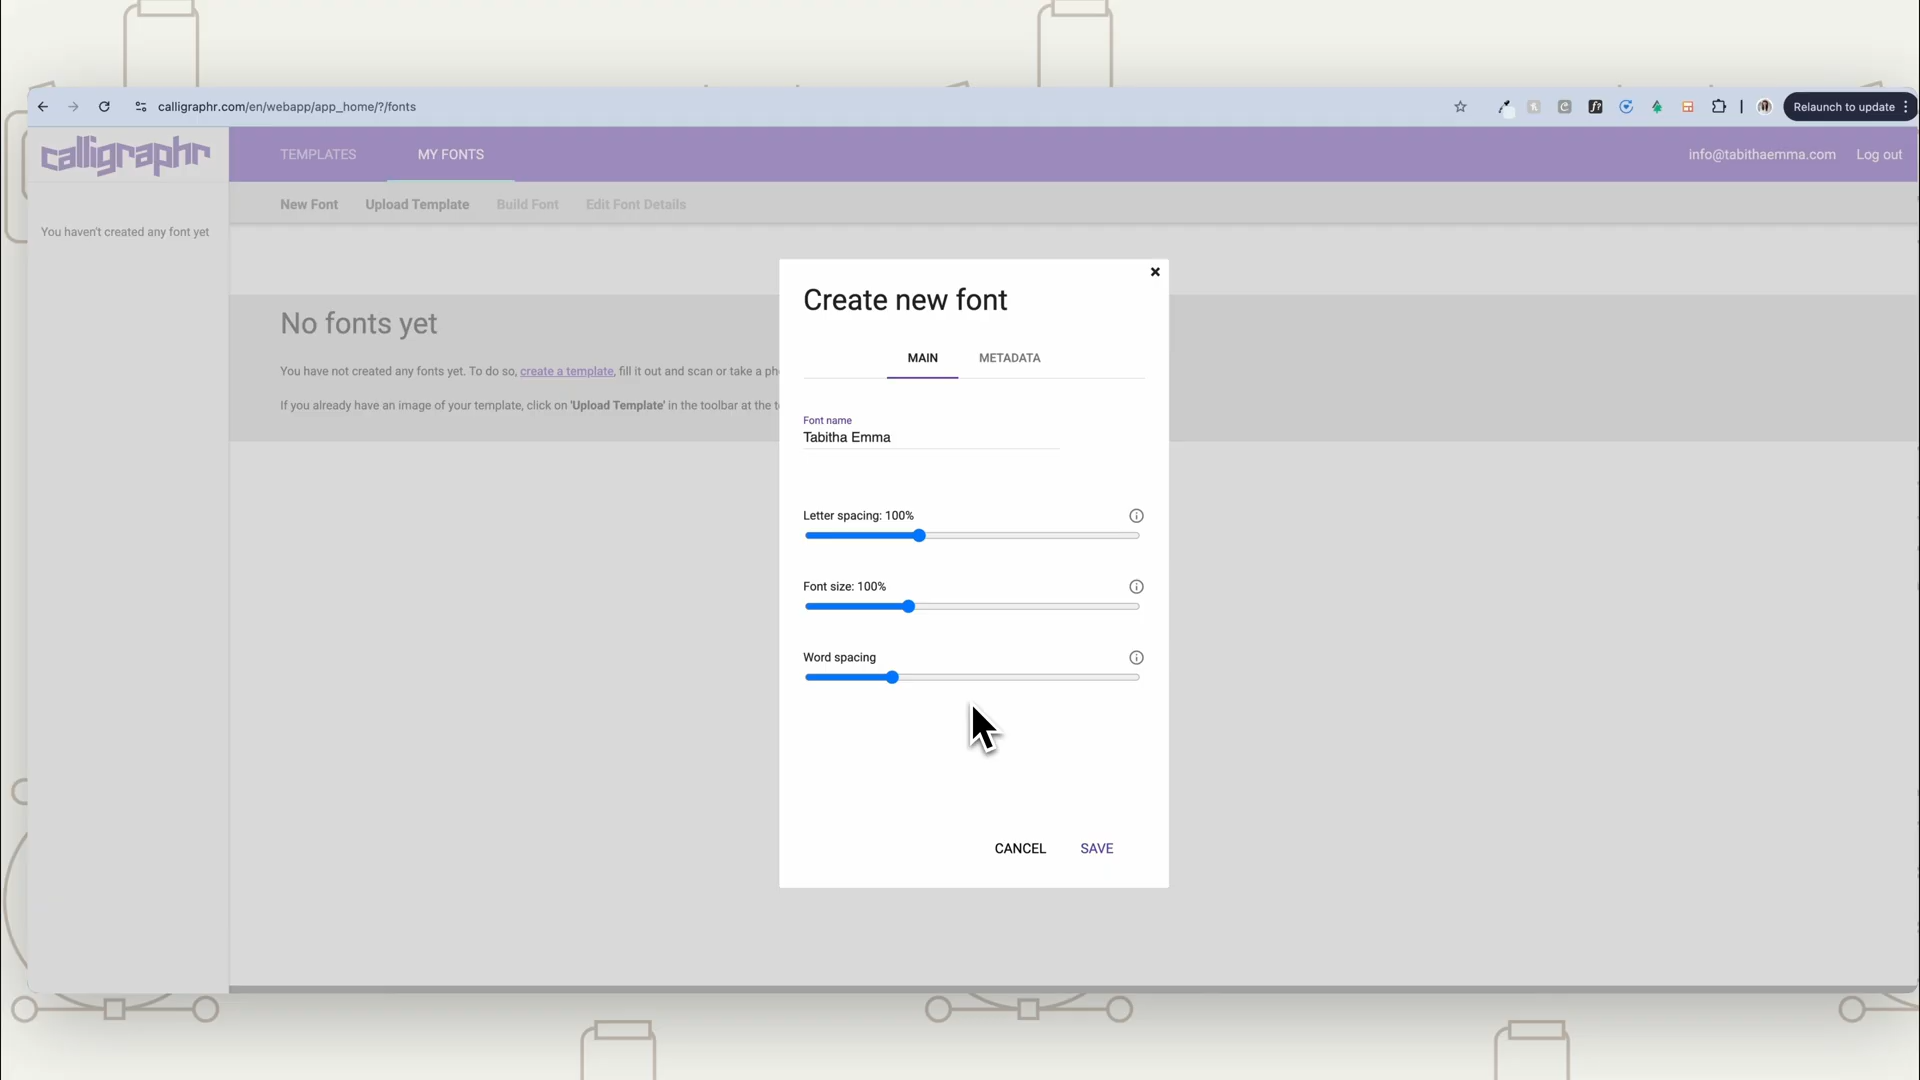 calligraphr.com/en/webapp/app_home/?/fonts
Relaunch to update
calligraphr
TEMPLATES
MY FONTS
info@tabithaemma.com
Log out
New Font
Upload Template
Build Font
Edit Font Details
You haven't created any font yet
No fonts yet
You have not created any fonts yet. To do so, create a template, fill it out and scan or take a ph
If you already have an image of your template, click on 'Upload Template' in the toolbar at the t
Create new font
MAIN
METADATA
Font name
Tabitha Emma
Letter spacing: 100%
Font size: 100%
Word spacing
CANCEL
SAVE